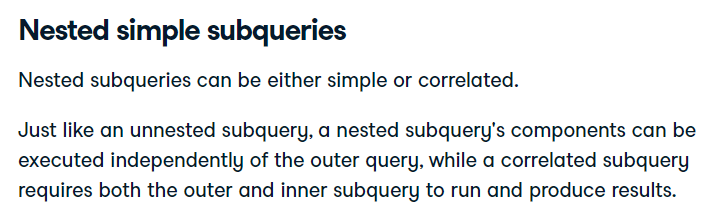 Nested simple subqueries
Nested subqueries can be either simple or correlated.
Just like an unnested subquery, a nested subquery's components can be
executed independently of the outer query, while a correlated subquery
requires both the outer and inner subquery to run and produce results.